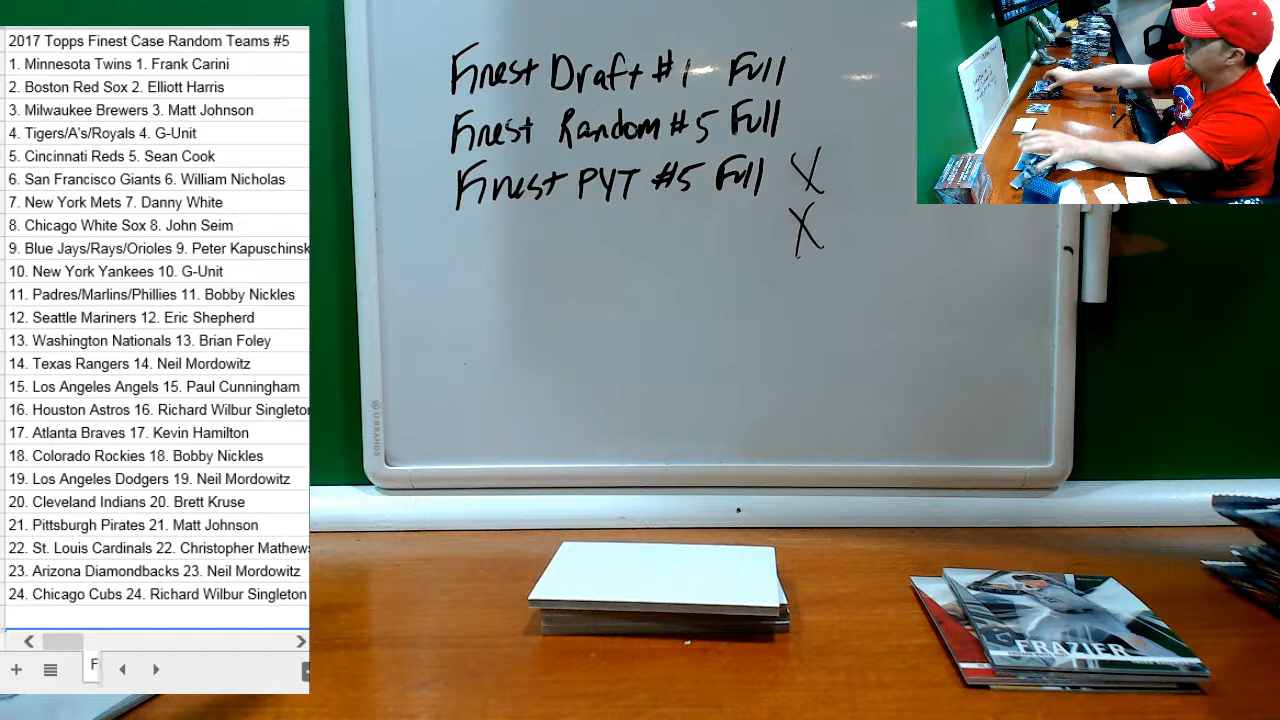 2017 Topps Finest Case Random Teams #5
1. Minnesota Twins 1. Frank Carini
2. Boston Red Sox 2. Elliott Harris
3. Milwaukee Brewers 3. Matt Johnson
4. Tigers/A's/Royals 4. G-Unit
5. Cincinnati Reds 5. Sean Cook
6. San Francisco Giants 6. William Nicholas
7. New York Mets 7. Danny White
8. Chicago White Sox 8. John Seim
9. Blue Jays/Rays/Orioles 9. Peter Kapuschinsk
10. New York Yankees 10. G-Unit
11. Padres/Marlins/Phillies 11. Bobby Nickles
12. Seattle Mariners 12. Eric Shepherd
13. Washington Nationals 13. Brian Foley
14. Texas Rangers 14. Neil Mordowitz
15. Los Angeles Angels 15. Paul Cunningham
16. Houston Astros 16. Richard Wilbur Singleton
17. Atlanta Braves 17. Kevin Hamilton
18. Colorado Rockies 18. Bobby Nickles
19. Los Angeles Dodgers 19. Neil Mordowitz
20. Cleveland Indians 20. Brett Kruse
21. Pittsburgh Pirates 21. Matt Johnson
22. St. Louis Cardinals 22. Christopher Mathews
23. Arizona Diamondbacks 23. Neil Mordowitz
24. Chicago Cubs 24. Richard Wilbur Singleton
F
Finest Draft #1 Full
Finest Random #5 Full
Finest PYT #5 Full X
X
U BRANDS
FRAZIER